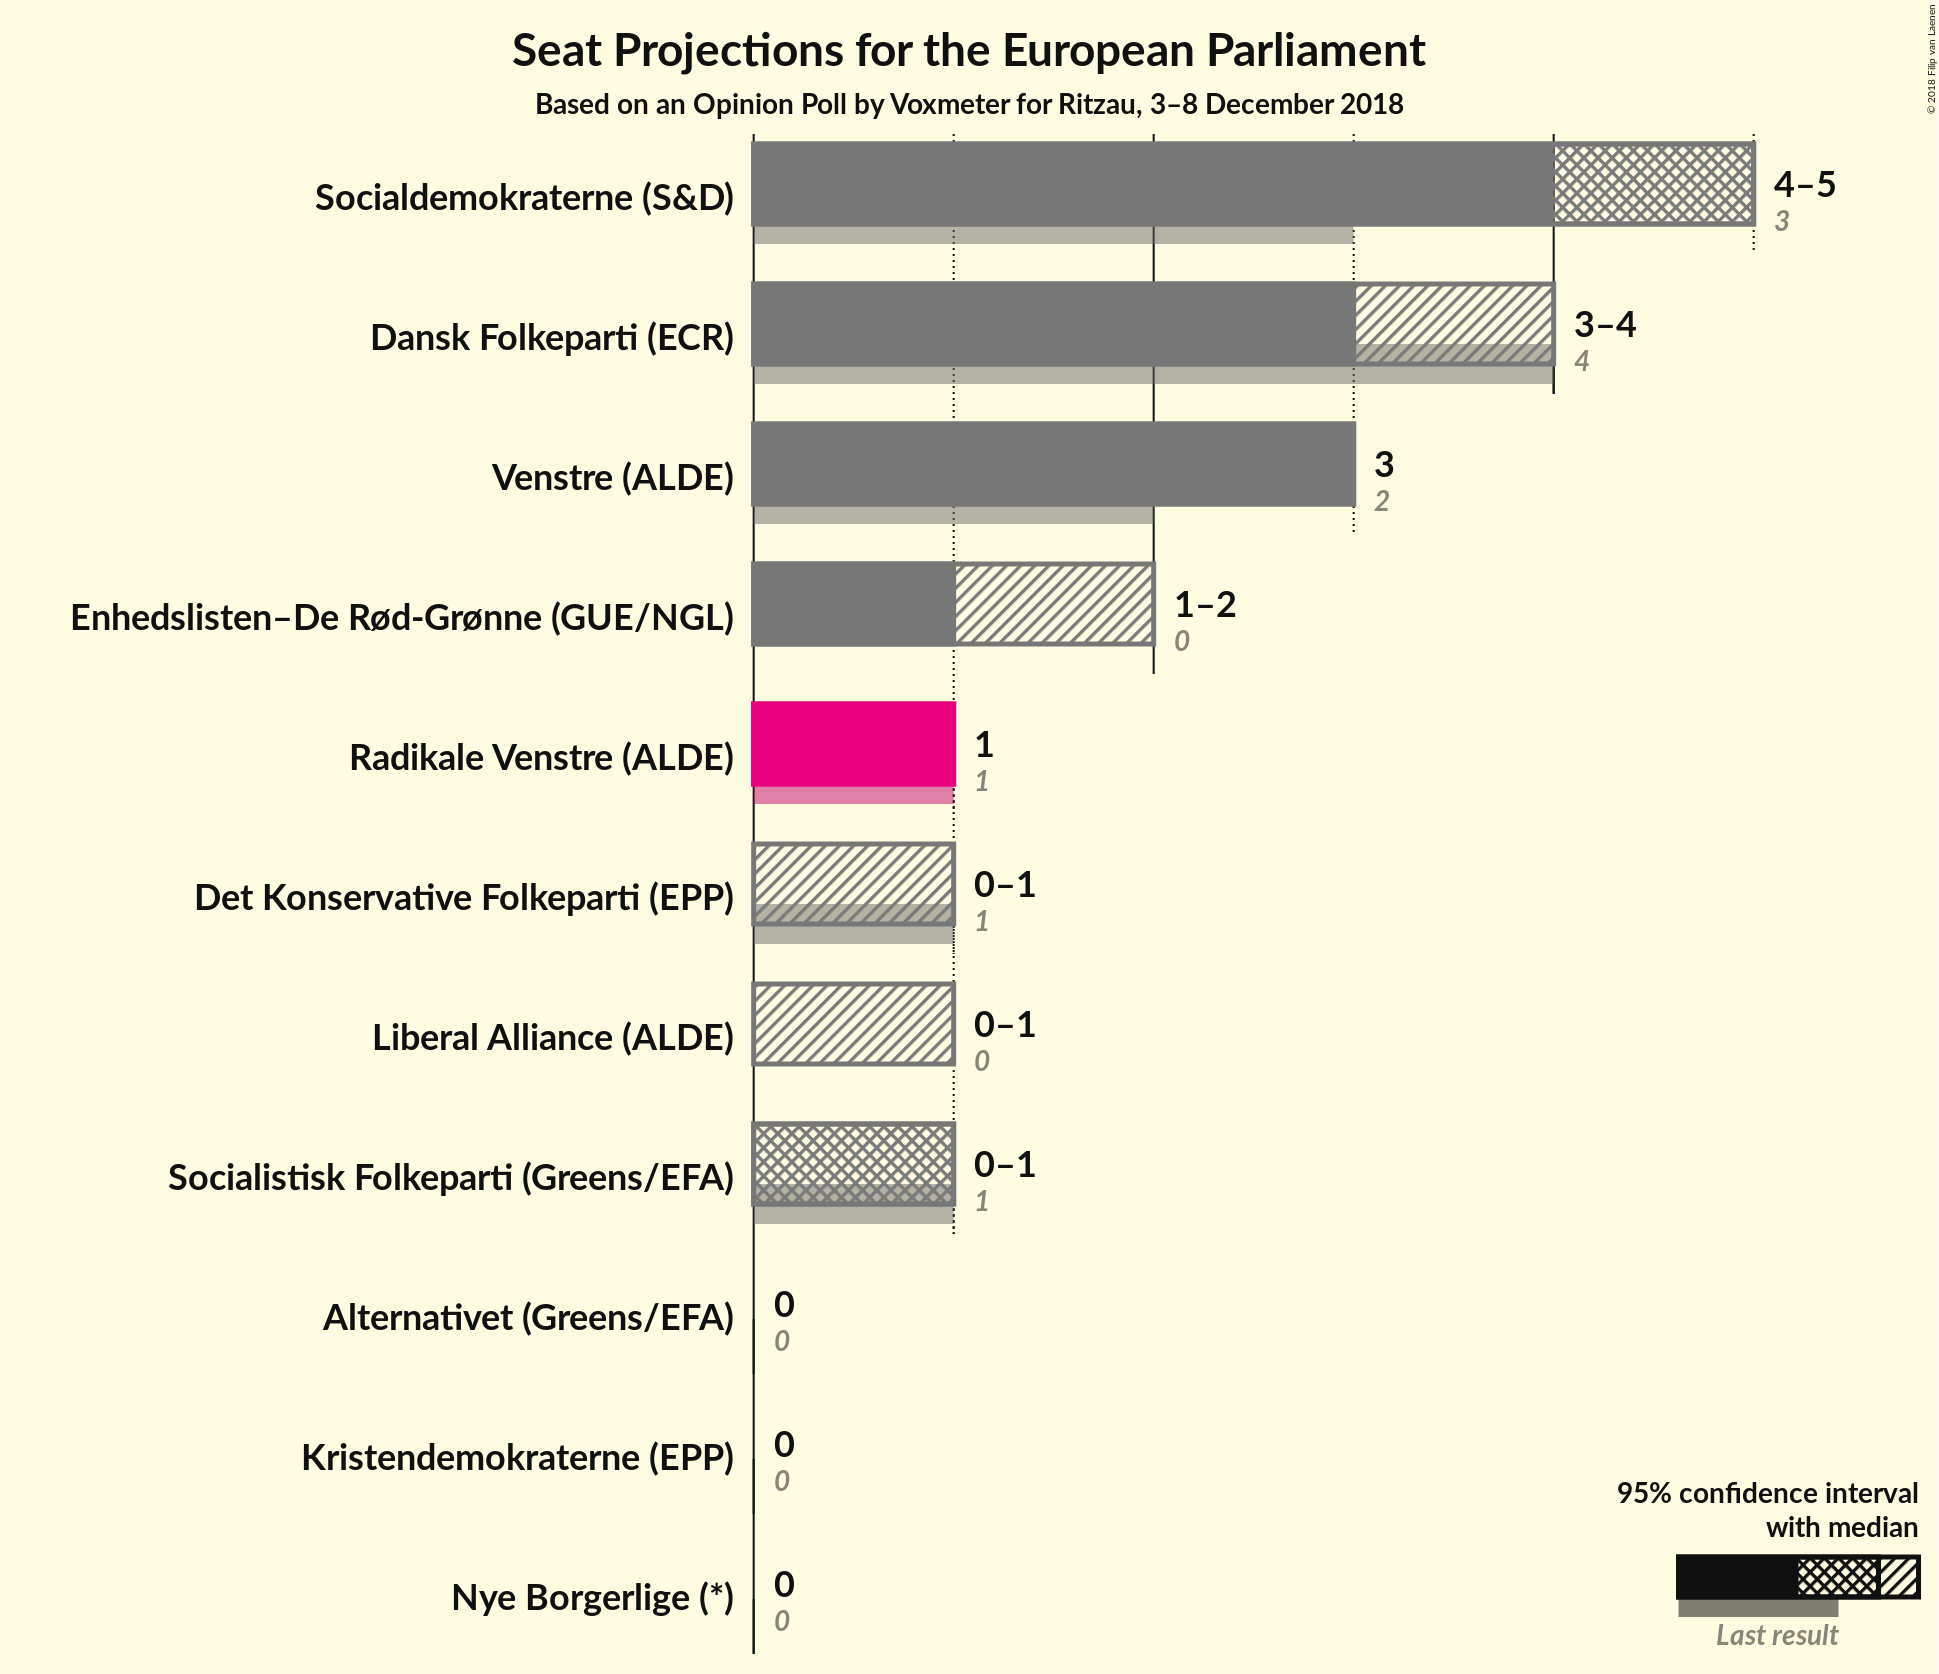 Seat Projections for the European Parliament
Based on an Opinion Poll by Voxmeter for Ritzau, 3–8 December 2018
© 2018 Filip van Laenen
Socialdemokraterne (S&D)
4–5
3
Dansk Folkeparti (ECR)
3–4
4
Venstre (ALDE)
3
2
Enhedslisten–De Rød-Grønne (GUE/NGL)
1–2
0
Radikale Venstre (ALDE)
1
1
Det Konservative Folkeparti (EPP)
0–1
1
Liberal Alliance (ALDE)
0–1
0
Socialistisk Folkeparti (Greens/EFA)
0–1
1
Alternativet (Greens/EFA)
0
0
Kristendemokraterne (EPP)
0
0
Nye Borgerlige (*)
0
0
95% confidence interval
with median
Last result